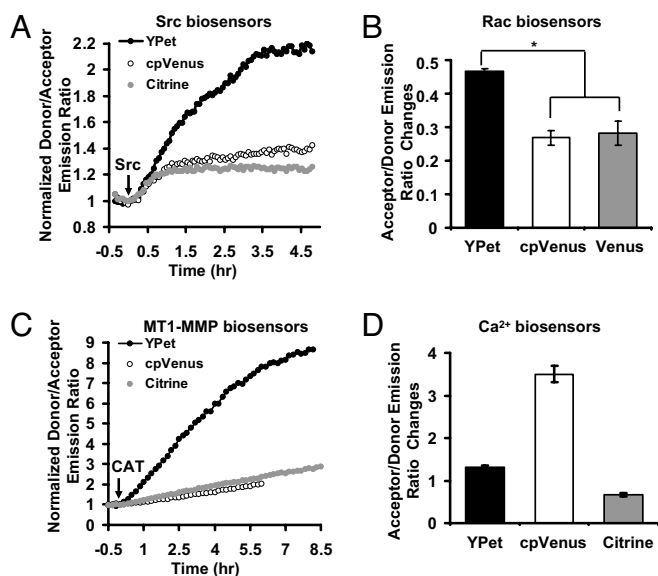 A
Src biosensors
Normalized Donor/Acceptor
Emission Ratio
2.2
2
1.8
1.6
1.4
1.2
1
0.8
YPet
cpVenus
Citrine
Src
-0.5 0.5 1.5 2.5 3.5 4.5
Time (hr)
B
Rac biosensors
Acceptor/Donor Emission
Ratio Changes
0.5
0.4
0.3
0.2
0.1
0
*
YPet cpVenus Venus
C
MT1-MMP biosensors
Normalized Donor/Acceptor
Emission Ratio
9
8
7
6
5
4
3
2
1
0
YPet
cpVenus
Citrine
CAT
-0.5 1 2.5 4 5.5 7 8.5
Time (hr)
D
Ca²⁺ biosensors
Acceptor/Donor Emission
Ratio Changes
4
3
2
1
0
YPet cpVenus Citrine